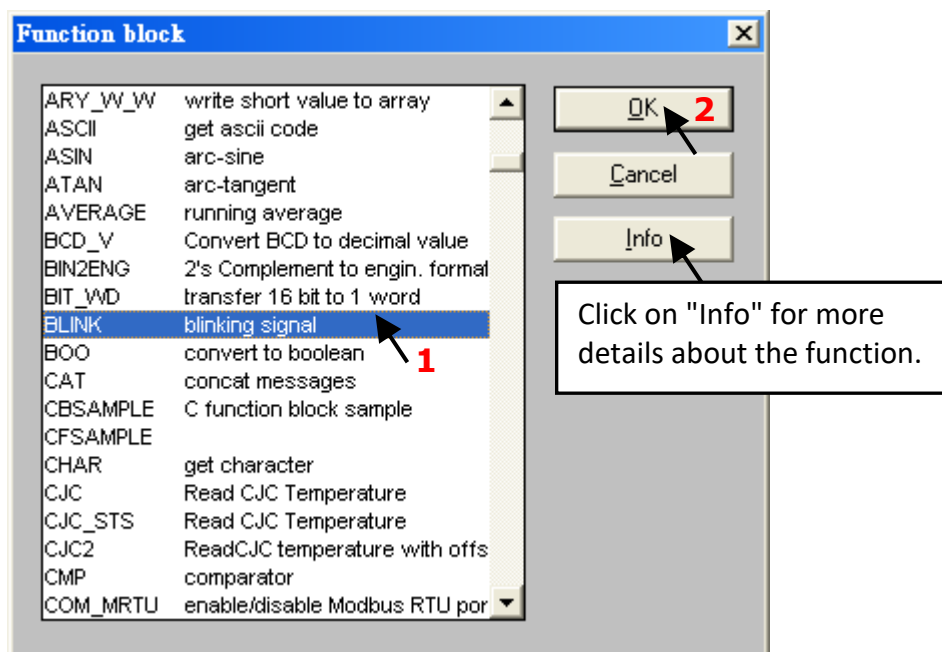 Function block
ARY_W_W write short value to array
ASCII get ascii code
ASIN arc-sine
ATAN arc-tangent
AVERAGE running average
BCD_V Convert BCD to decimal value
BIN2ENG 2's Complement to engin. format
BIT_WD transfer 16 bit to 1 word
BLINK blinking signal
BOO convert to boolean
CAT concat messages
CBSAMPLE C function block sample
CFSAMPLE
CHAR get character
CJC Read CJC Temperature
CJC_STS Read CJC Temperature
CJC2 ReadCJC temperature with offs
CMP comparator
COM_MRTU enable/disable Modbus RTU por
1
OK 2
Cancel
Info
Click on "Info" for more
details about the function.